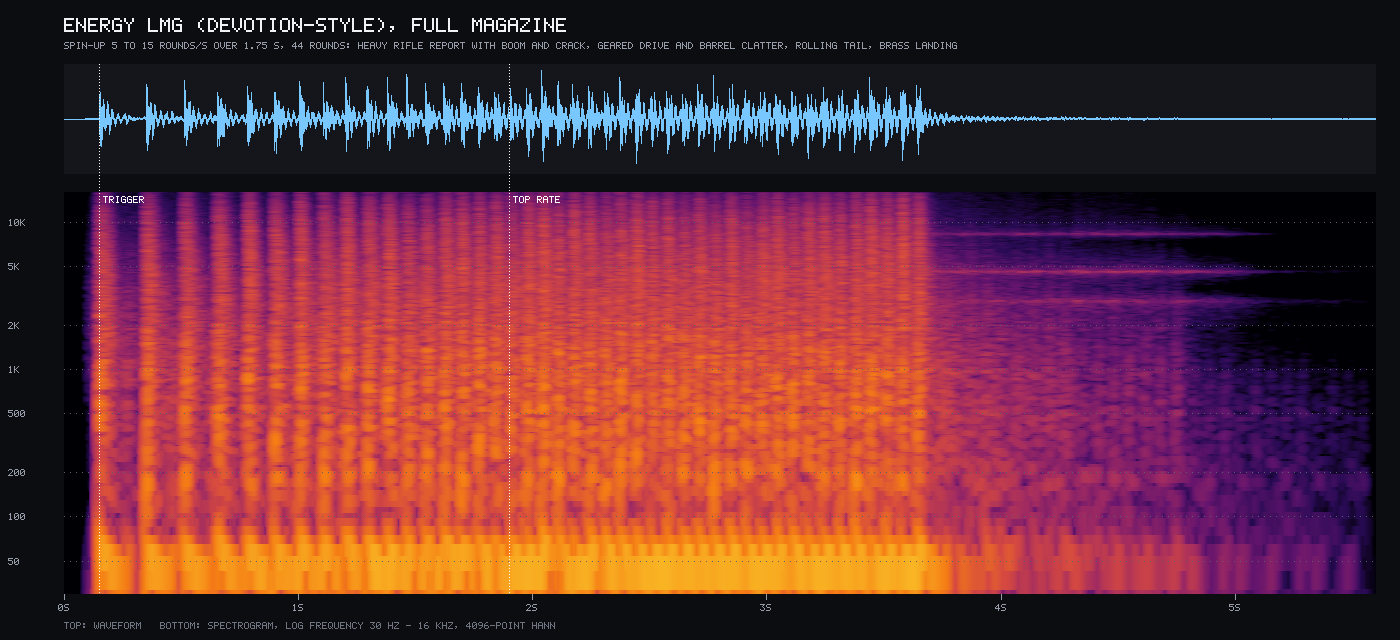 ENERGY LMG (DEVOTION-STYLE), FULL MAGAZINE
SPIN-UP 5 TO 15 ROUNDS/S OVER 1.75 S, 44 ROUNDS: HEAVY RIFLE REPORT WITH BOOM AND CRACK, GEARED DRIVE AND BARREL CLATTER, ROLLING TAIL, BRASS LANDING
TRIGGER TOP RATE
10K
5K
2K
1K
500
200
100
50
0S 1S 2S 3S 4S 5S
TOP: WAVEFORM BOTTOM: SPECTROGRAM, LOG FREQUENCY 30 HZ - 16 KHZ, 4096-POINT HANN